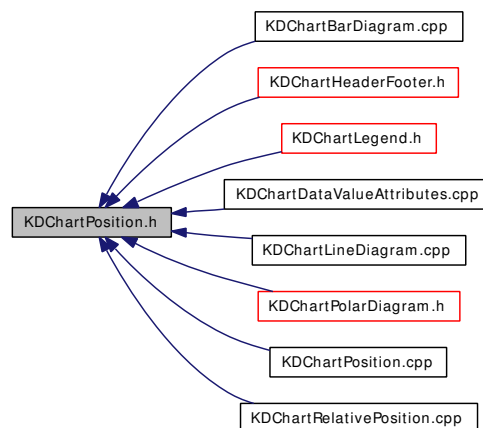 KDChartBarDiagram.cpp
KDChartHeaderFooter.h
KDChartLegend.h
KDChartDataValueAttributes.cpp
KDChartPosition.h
KDChartLineDiagram.cpp
KDChartPolarDiagram.h
KDChartPosition.cpp
KDChartRelativePosition.cpp